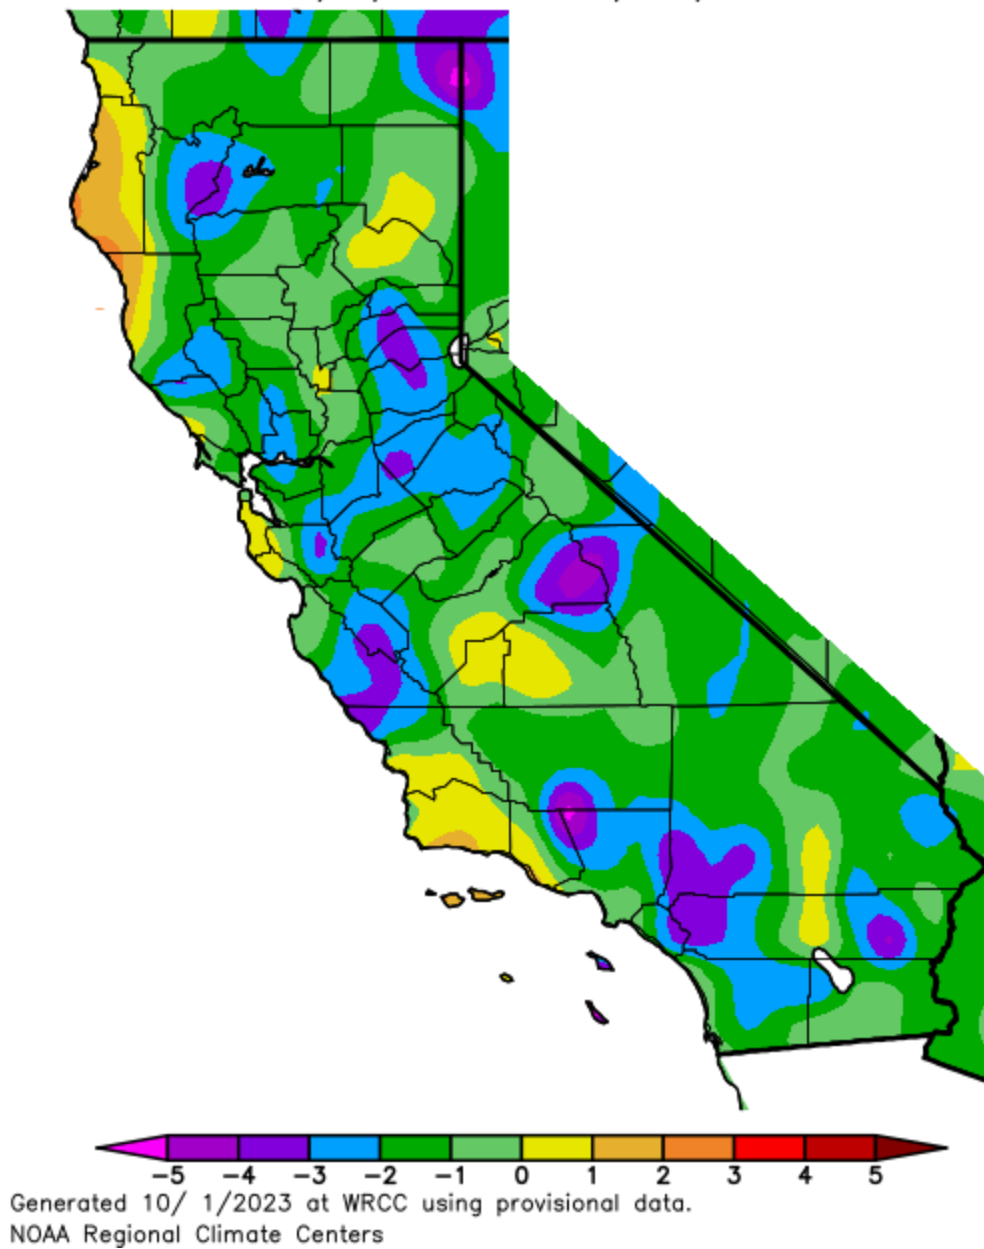 −5 −4 −3 −2 −1 0 1 2 3 4 5
Generated 10/ 1/2023 at WRCC using provisional data.
NOAA Regional Climate Centers